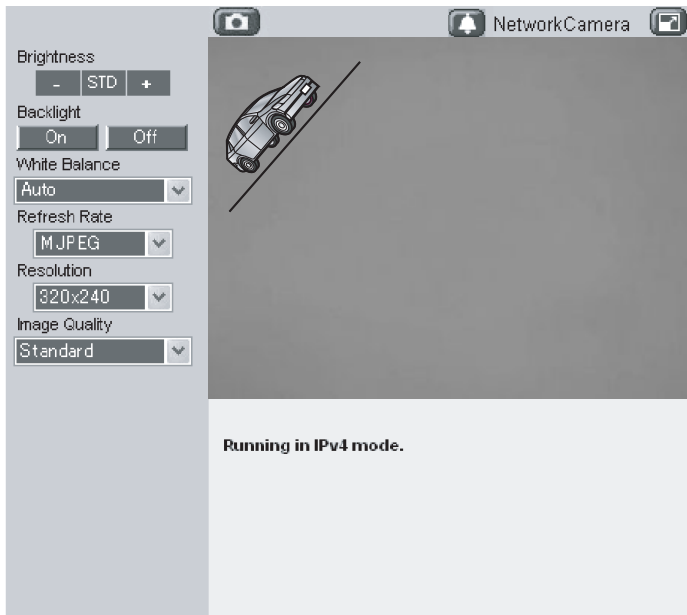 NetworkCamera
Brightness
- STD +
Backlight
On Off
White Balance
Auto
Refresh Rate
MJPEG
Resolution
320x240
Image Quality
Standard
Running in IPv4 mode.